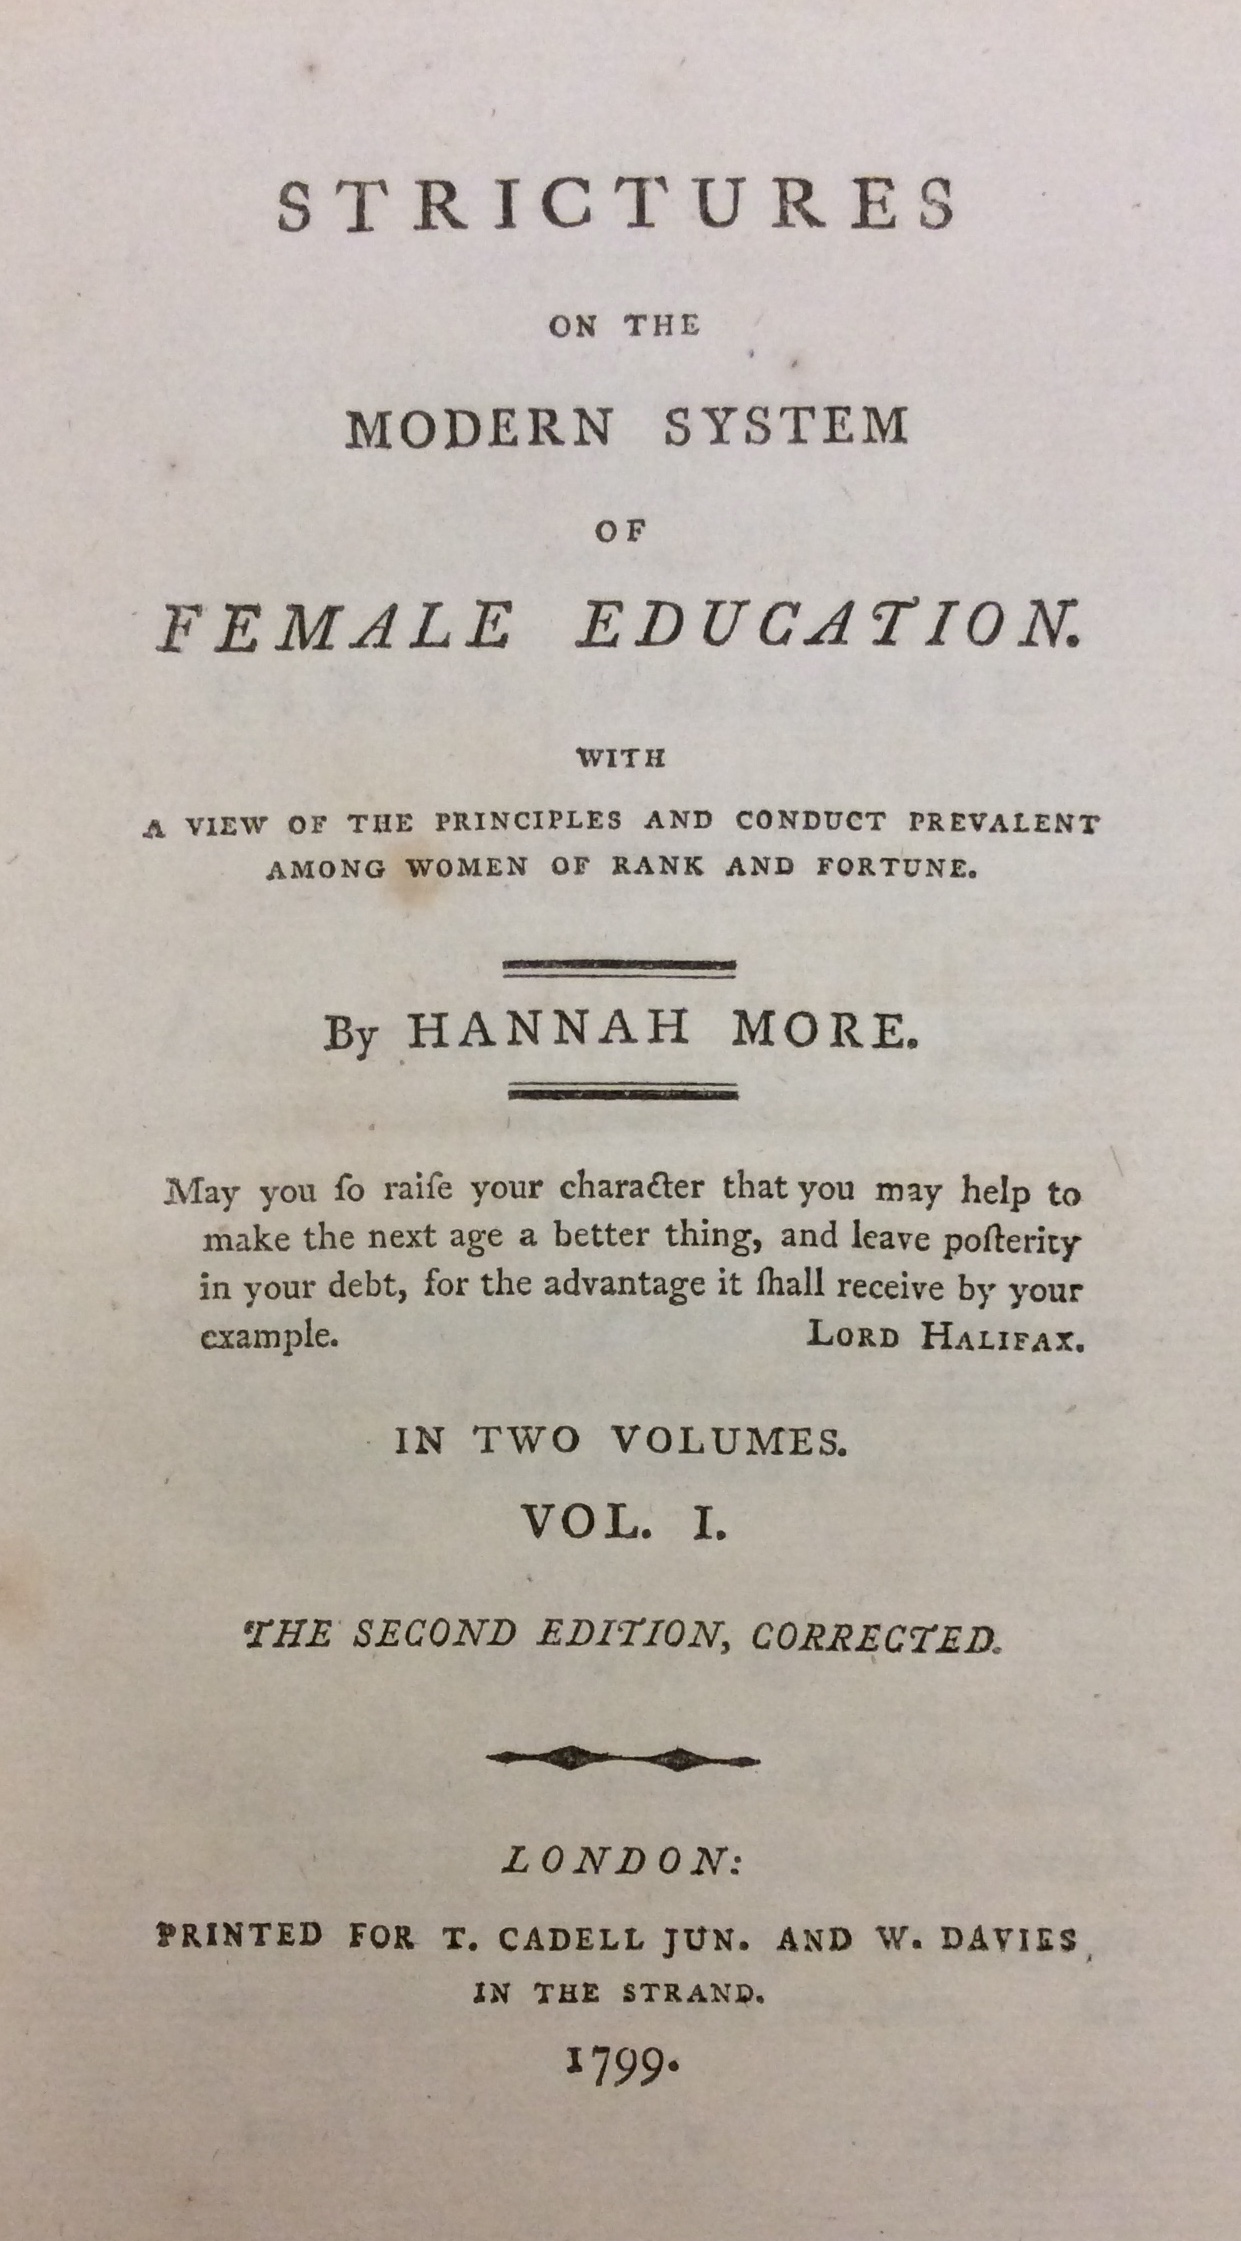 STRICTURES
ON THE
MODERN SYSTEM
OF
FEMALE EDUCATION.
WITH
A VIEW OF THE PRINCIPLES AND CONDUCT PREVALENT
AMONG WOMEN OF RANK AND FORTUNE.
By HANNAH MORE.
May you ſo raiſe your character that you may help to
make the next age a better thing, and leave poſterity
in your debt, for the advantage it ſhall receive by your
example. LORD HALIFAX.
IN TWO VOLUMES.
VOL. I.
THE SECOND EDITION, CORRECTED.
LONDON:
PRINTED FOR T. CADELL JUN. AND W. DAVIES,
IN THE STRAND.
1799.